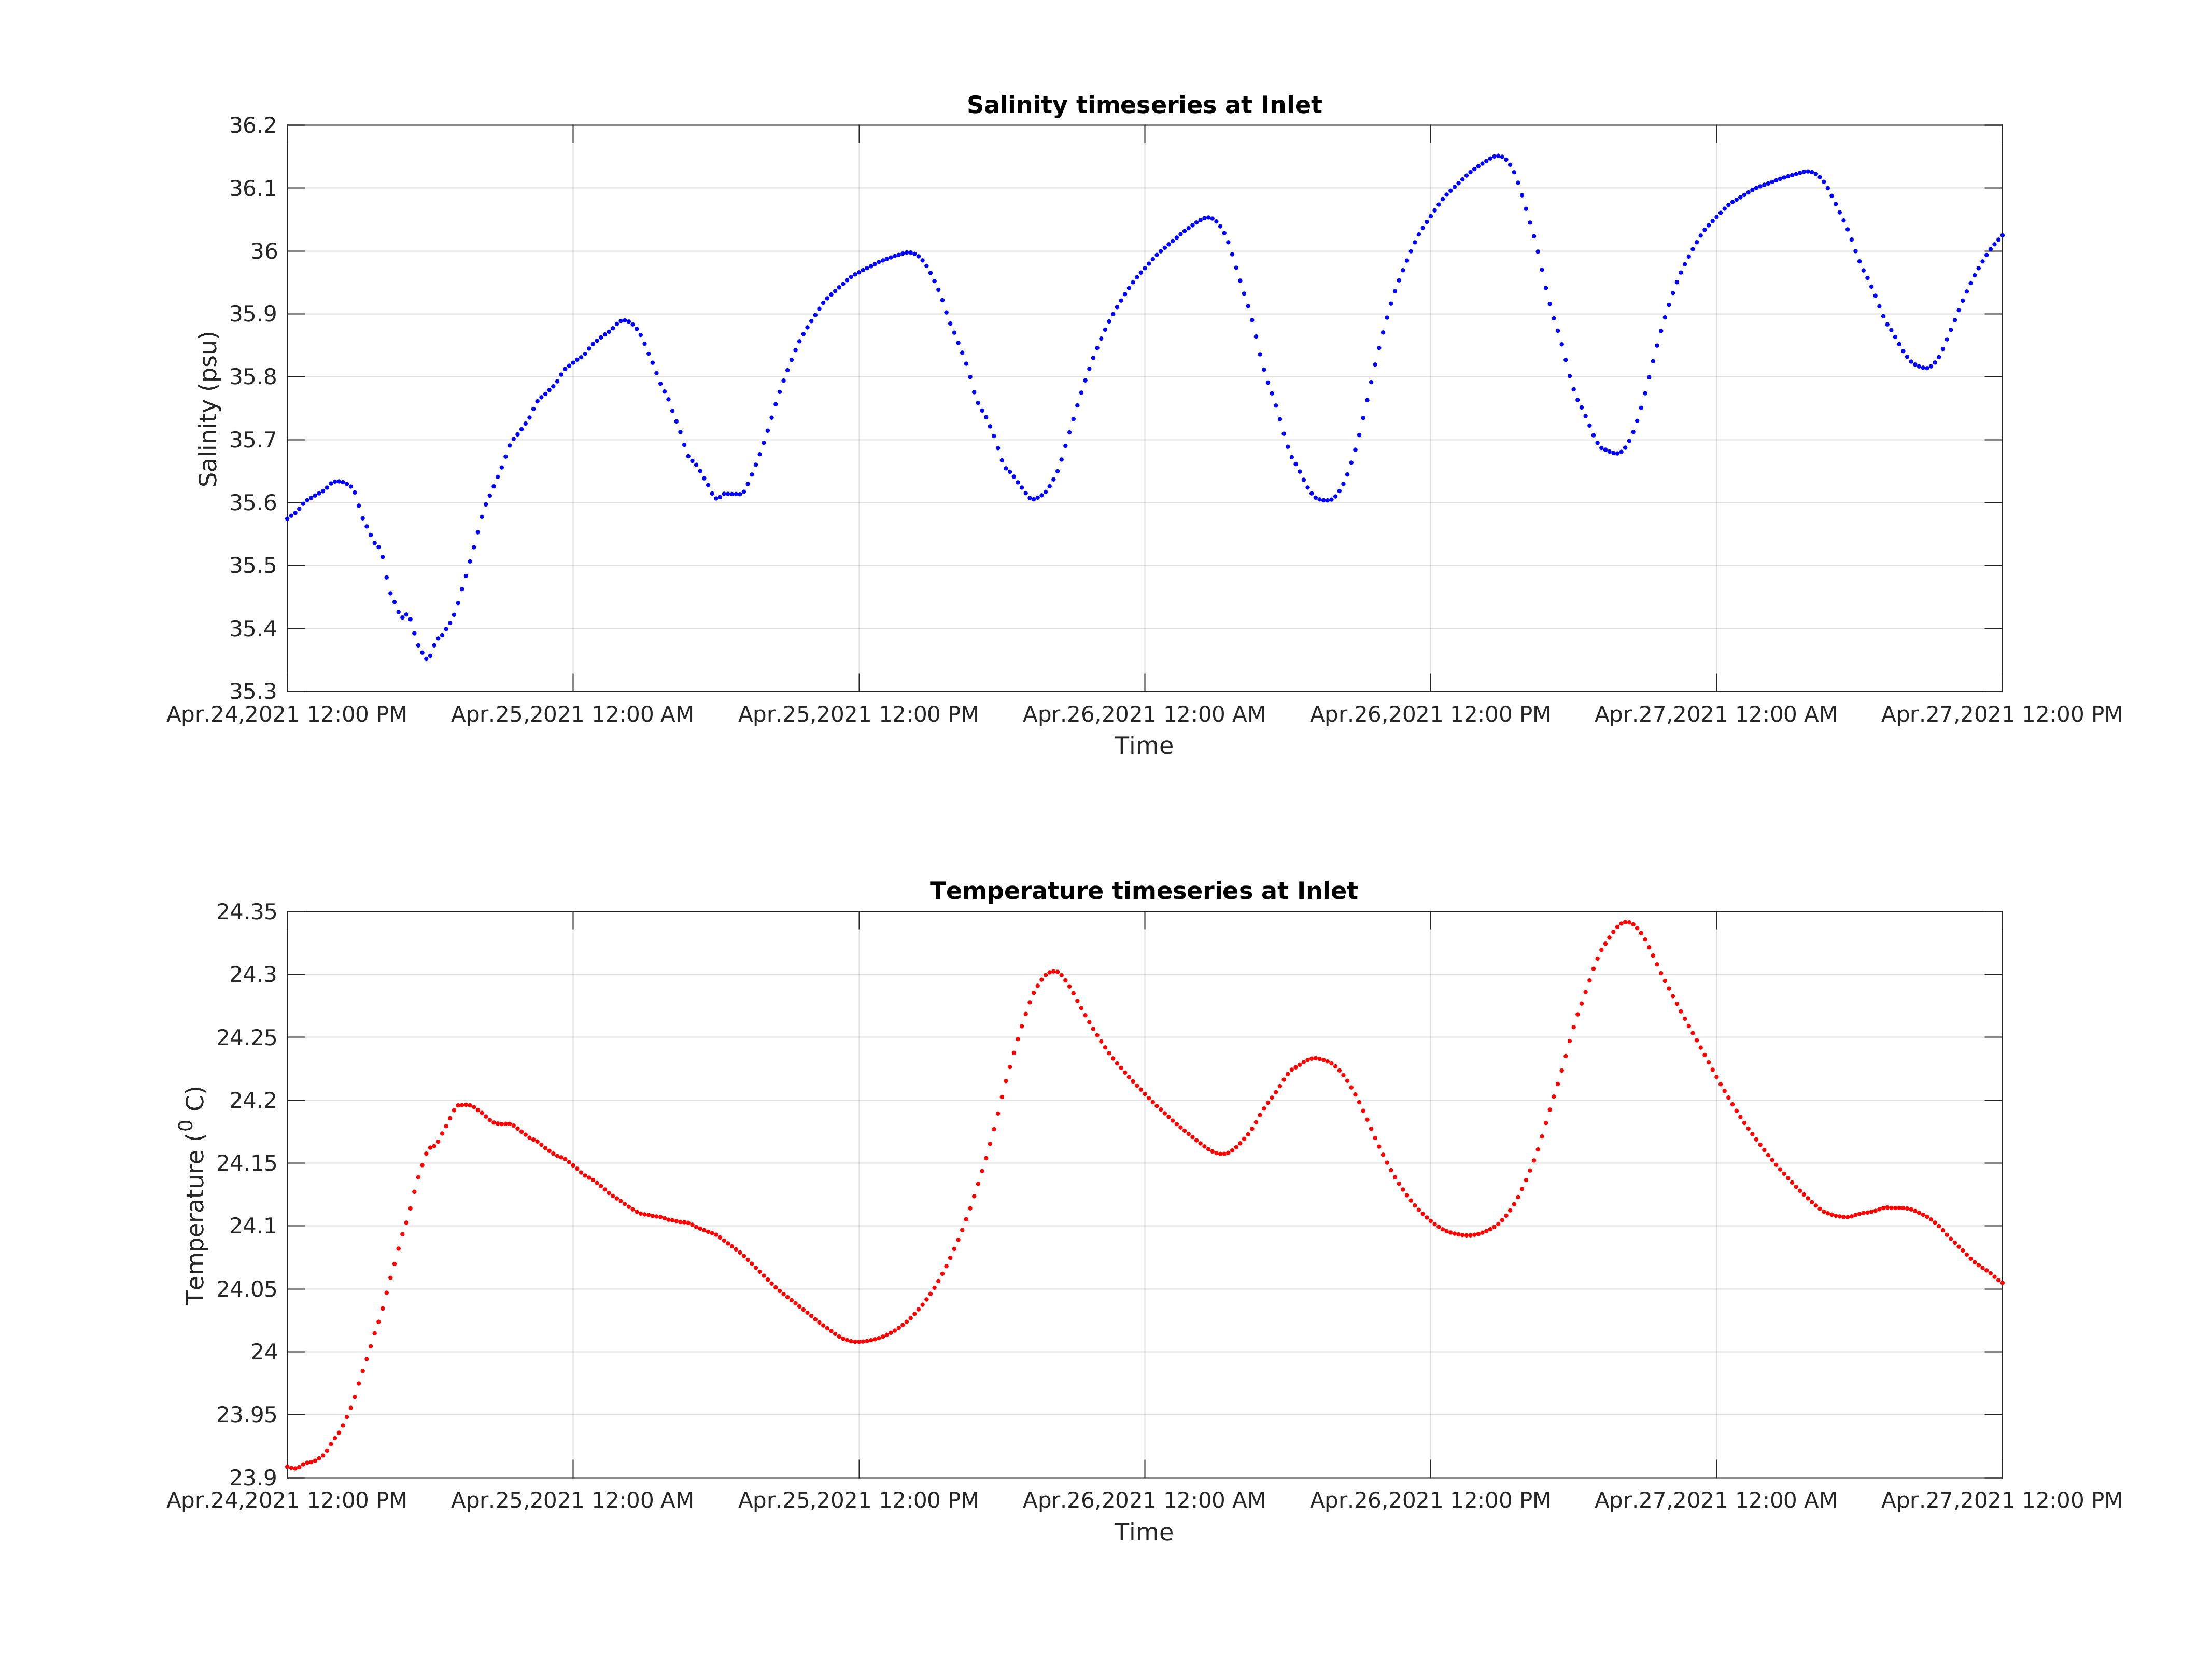 Salinity timeseries at Inlet
36.2
36.1
36
35.9
35.8
35.7
35.6
35.5
35.4
35.3
Salinity (psu)
Apr.24,2021 12:00 PM Apr.25,2021 12:00 AM Apr.25,2021 12:00 PM Apr.26,2021 12:00 AM Apr.26,2021 12:00 PM Apr.27,2021 12:00 AM Apr.27,2021 12:00 PM
Time
Temperature timeseries at Inlet
24.35
24.3
24.25
24.2
24.15
24.1
24.05
24
23.95
23.9
Temperature (⁰ C)
Apr.24,2021 12:00 PM Apr.25,2021 12:00 AM Apr.25,2021 12:00 PM Apr.26,2021 12:00 AM Apr.26,2021 12:00 PM Apr.27,2021 12:00 AM Apr.27,2021 12:00 PM
Time